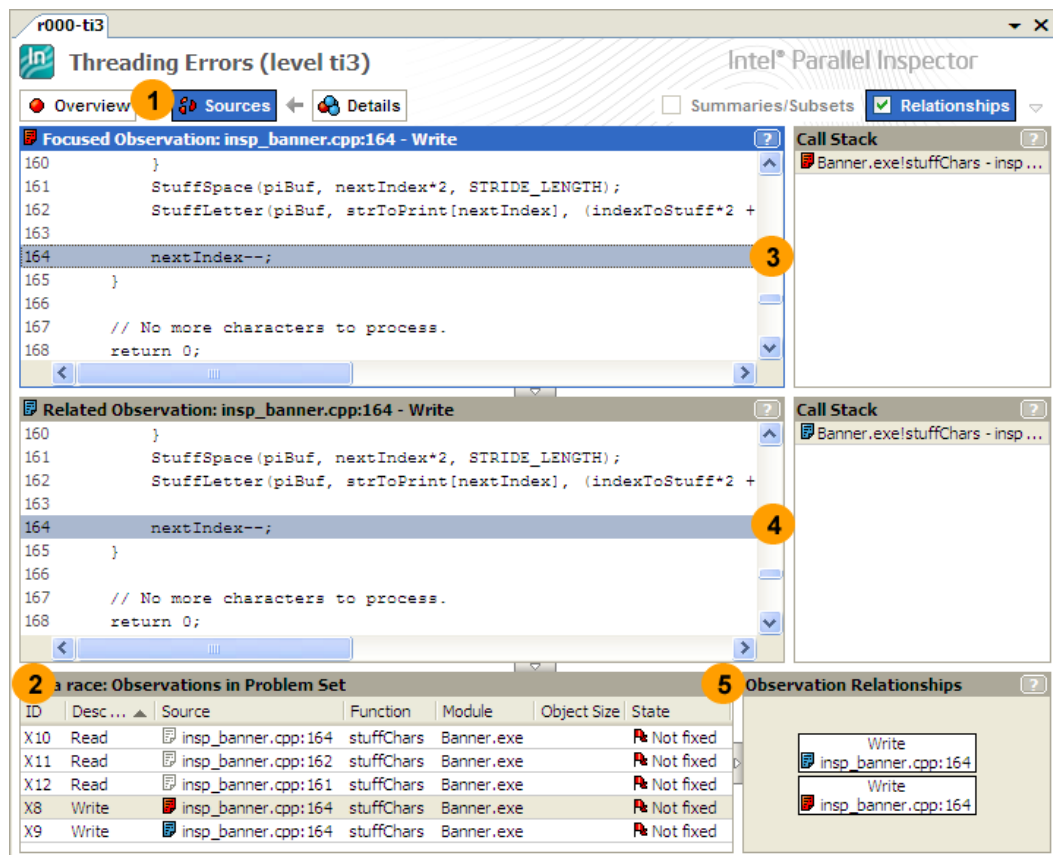 r000-ti3
Threading Errors (level ti3)
Intel® Parallel Inspector
Overview 1 Sources Details Summaries/Subsets Relationships
Focused Observation: insp_banner.cpp:164 - Write ?
Call Stack ?
Banner.exe!stuffChars - insp ...
160 }
161 StuffSpace(piBuf, nextIndex*2, STRIDE_LENGTH);
162 StuffLetter(piBuf, strToPrint[nextIndex], (indexToStuff*2 +
163
164 nextIndex--;
3
165 }
166
167 // No more characters to process.
168 return 0;
Related Observation: insp_banner.cpp:164 - Write ?
Call Stack ?
Banner.exe!stuffChars - insp ...
160 }
161 StuffSpace(piBuf, nextIndex*2, STRIDE_LENGTH);
162 StuffLetter(piBuf, strToPrint[nextIndex], (indexToStuff*2 +
163
164 nextIndex--;
4
165 }
166
167 // No more characters to process.
168 return 0;
2 a race: Observations in Problem Set
ID Desc ... Source Function Module Object Size State
X10 Read insp_banner.cpp:164 stuffChars Banner.exe Not fixed
X11 Read insp_banner.cpp:162 stuffChars Banner.exe Not fixed
X12 Read insp_banner.cpp:161 stuffChars Banner.exe Not fixed
X8 Write insp_banner.cpp:164 stuffChars Banner.exe Not fixed
X9 Write insp_banner.cpp:164 stuffChars Banner.exe Not fixed
5 Observation Relationships ?
Write
insp_banner.cpp:164
Write
insp_banner.cpp:164